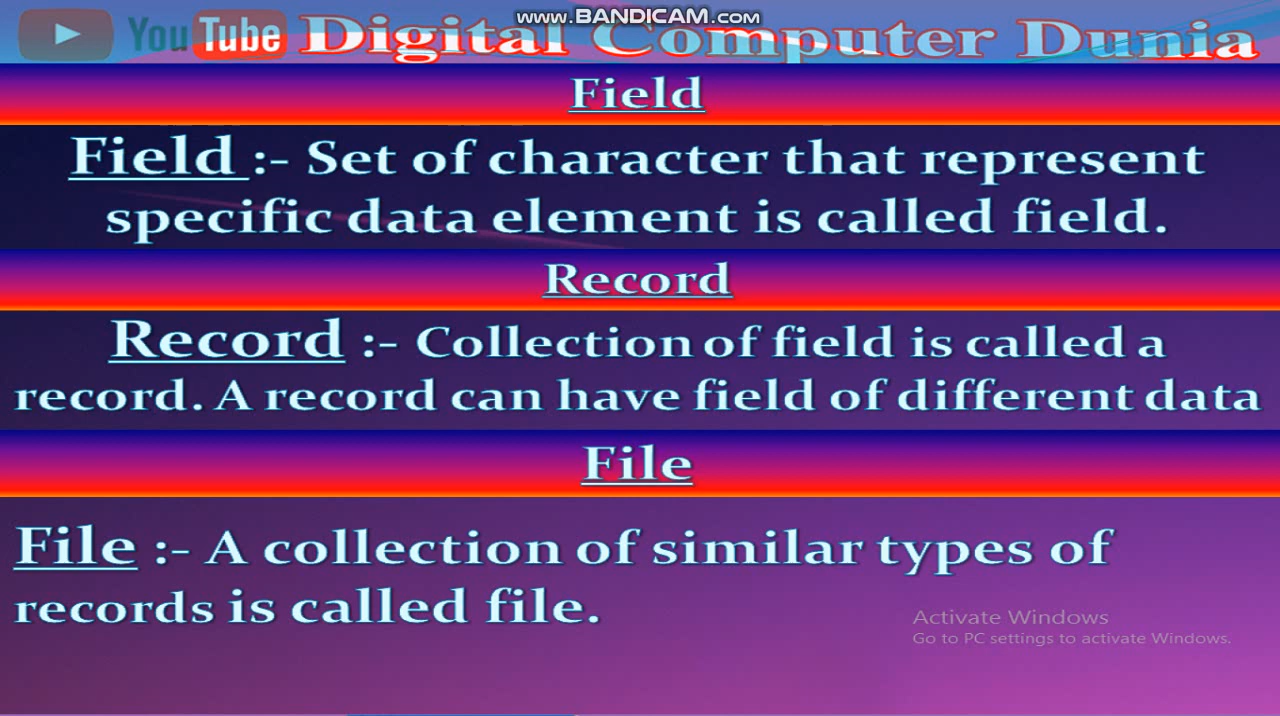 www.BANDICAM.com
YouTube Digital Computer Dunia
Field
Field :- Set of character that represent
specific data element is called field.
Record
Record :- Collection of field is called a
record. A record can have field of different data
File
File :- A collection of similar types of
records is called file.
Activate Windows
Go to PC settings to activate Windows.